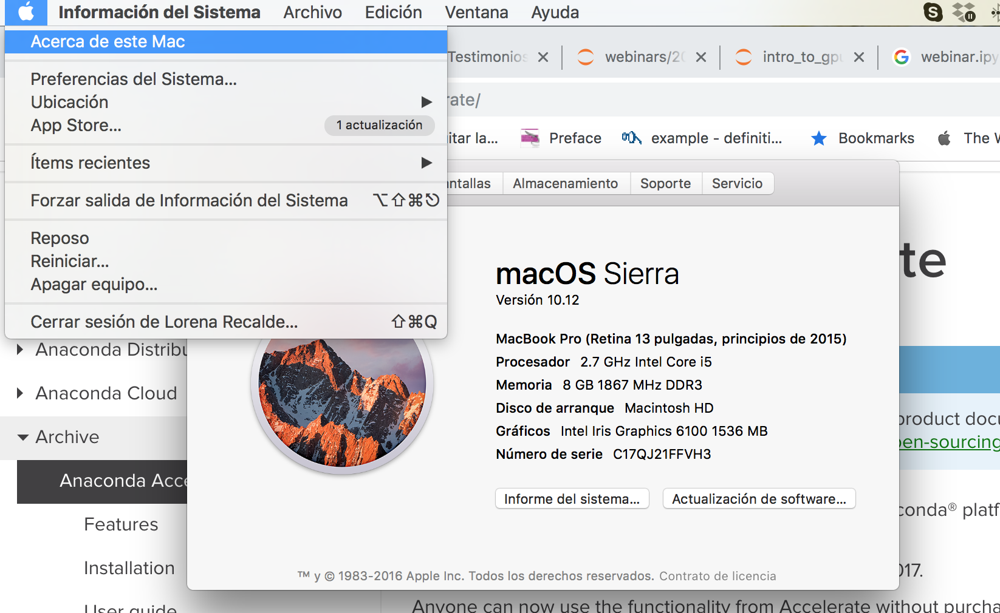 Información del Sistema Archivo Edición Ventana Ayuda
Acerca de este Mac
Preferencias del Sistema...
Ubicación
App Store... 1 actualización
Ítems recientes
Forzar salida de Información del Sistema ⌥⇧⌘⎋
Reposo
Reiniciar...
Apagar equipo...
Cerrar sesión de Lorena Recalde... ⇧⌘Q
Testimonios webinars/20 intro_to_gpu webinar.ipy
rate/
itar la... Preface example - definiti... Bookmarks The W
antallas Almacenamiento Soporte Servicio
macOS Sierra
Versión 10.12
MacBook Pro (Retina 13 pulgadas, principios de 2015)
Procesador 2.7 GHz Intel Core i5
Memoria 8 GB 1867 MHz DDR3
Disco de arranque Macintosh HD
Gráficos Intel Iris Graphics 6100 1536 MB
Número de serie C17QJ21FFVH3
Informe del sistema... Actualización de software...
™ y © 1983-2016 Apple Inc. Todos los derechos reservados. Contrato de licencia
Anaconda Distribu
Anaconda Cloud
Archive
Anaconda Acce
Features
Installation
User guide
te
product docu
pen-sourcing
conda® platf
017.
Anyone can now use the functionality from Accelerate without purcha